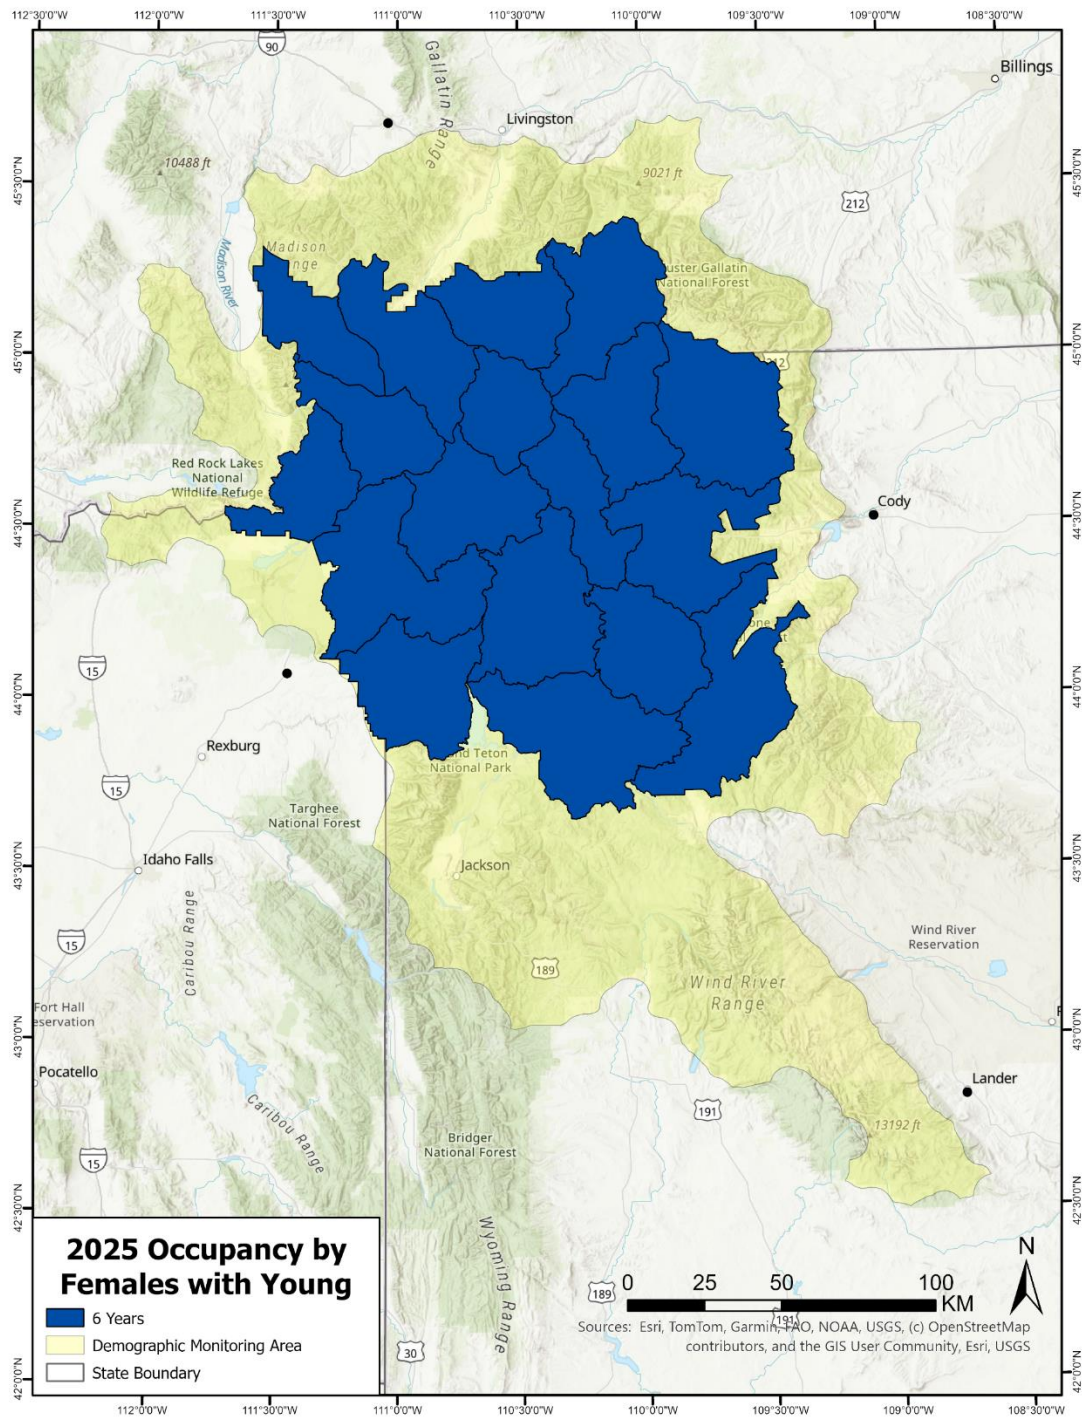 112°30'0"W 112°0'0"W 111°30'0"W 111°0'0"W 110°30'0"W 110°0'0"W 109°30'0"W 109°0'0"W 108°30'0"W
90
Gallatin Range
Billings
Livingston
10488 ft
9021 ft
45°30'0"N
45°30'0"N
212
Madison River
Madison
nge
uster Gallatin
National Forest
45°0'0"N
45°0'0"N
212
Red Rock Lakes
National
Wildlife Refuge
Cody
44°30'0"N
44°30'0"N
one
t
15
44°0'0"N
44°0'0"N
Rexburg
nd Teton
National Park
15
Targhee
National Forest
Idaho Falls
Jackson
43°30'0"N
43°30'0"N
Caribou Range
15
Wind River
Reservation
189
Wind River
Range
Fort Hall
eservation
43°0'0"N
43°0'0"N
Pocatello
Lander
191
Caribou Range
13192 ft
Bridger
National Forest
15
42°30'0"N
42°30'0"N
Wyoming Range
2025 Occupancy by
Females with Young
6 Years
Demographic Monitoring Area
State Boundary
N
0 25 50 100
KM
189
191
30
Sources: Esri, TomTom, Garmin, FAO, NOAA, USGS, (c) OpenStreetMap
contributors, and the GIS User Community, Esri, USGS
42°0'0"N
42°0'0"N
112°0'0"W 111°30'0"W 111°0'0"W 110°30'0"W 110°0'0"W 109°30'0"W 109°0'0"W 108°30'0"W